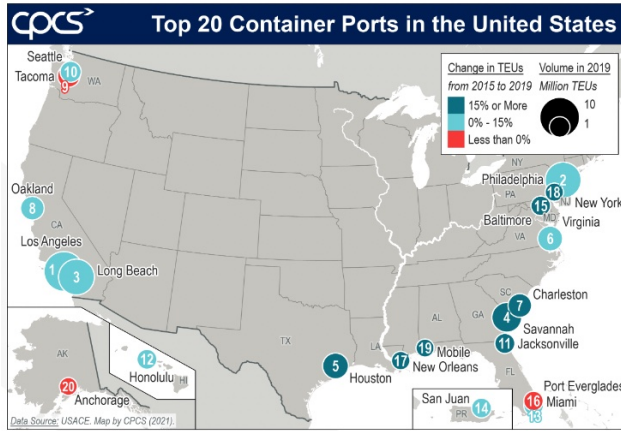 CPCS
Top 20 Container Ports in the United States
Change in TEUs
from 2015 to 2019
15% or More
0% - 15%
Less than 0%
Volume in 2019
Million TEUs
10
1
Seattle
10
Tacoma
9
WA
Oakland
8
CA
Los Angeles
1
3
Long Beach
NY
Philadelphia
2
PA
18
NJ
New York
15
Baltimore
MD
Virginia
VA
6
SC
7
Charleston
GA
4
Savannah
11
Jacksonville
AL
TX
LA
19
Mobile
17
New Orleans
5
Houston
FL
Port Everglades
16
Miami
13
San Juan
PR
14
AK
20
Anchorage
12
Honolulu
HI
Data Source: USACE. Map by CPCS (2021).